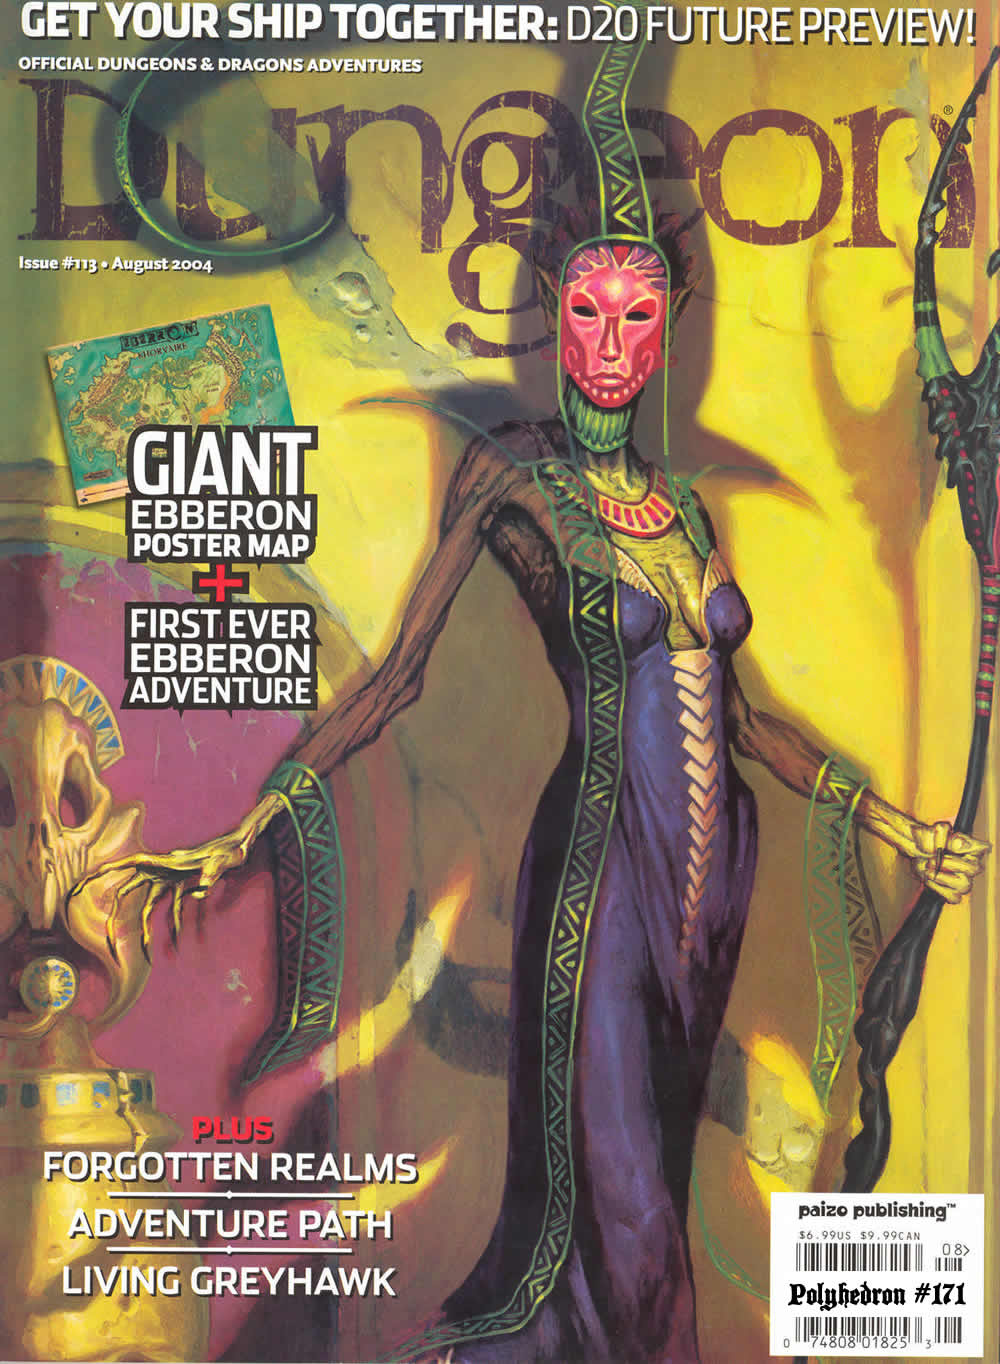 GET YOUR SHIP TOGETHER: D20 FUTURE PREVIEW!
OFFICIAL DUNGEONS & DRAGONS ADVENTURES
Dungeon®
Issue #113 • August 2004
EBERRON
KHORVAIRE
GIANT
EBBERON
POSTER MAP
+
FIRST EVER
EBBERON
ADVENTURE
PLUS
FORGOTTEN REALMS
ADVENTURE PATH
LIVING GREYHAWK
paizo publishing™
$6.99US $9.99CAN
08>
Polyhedron #171
0 74808 01825 3